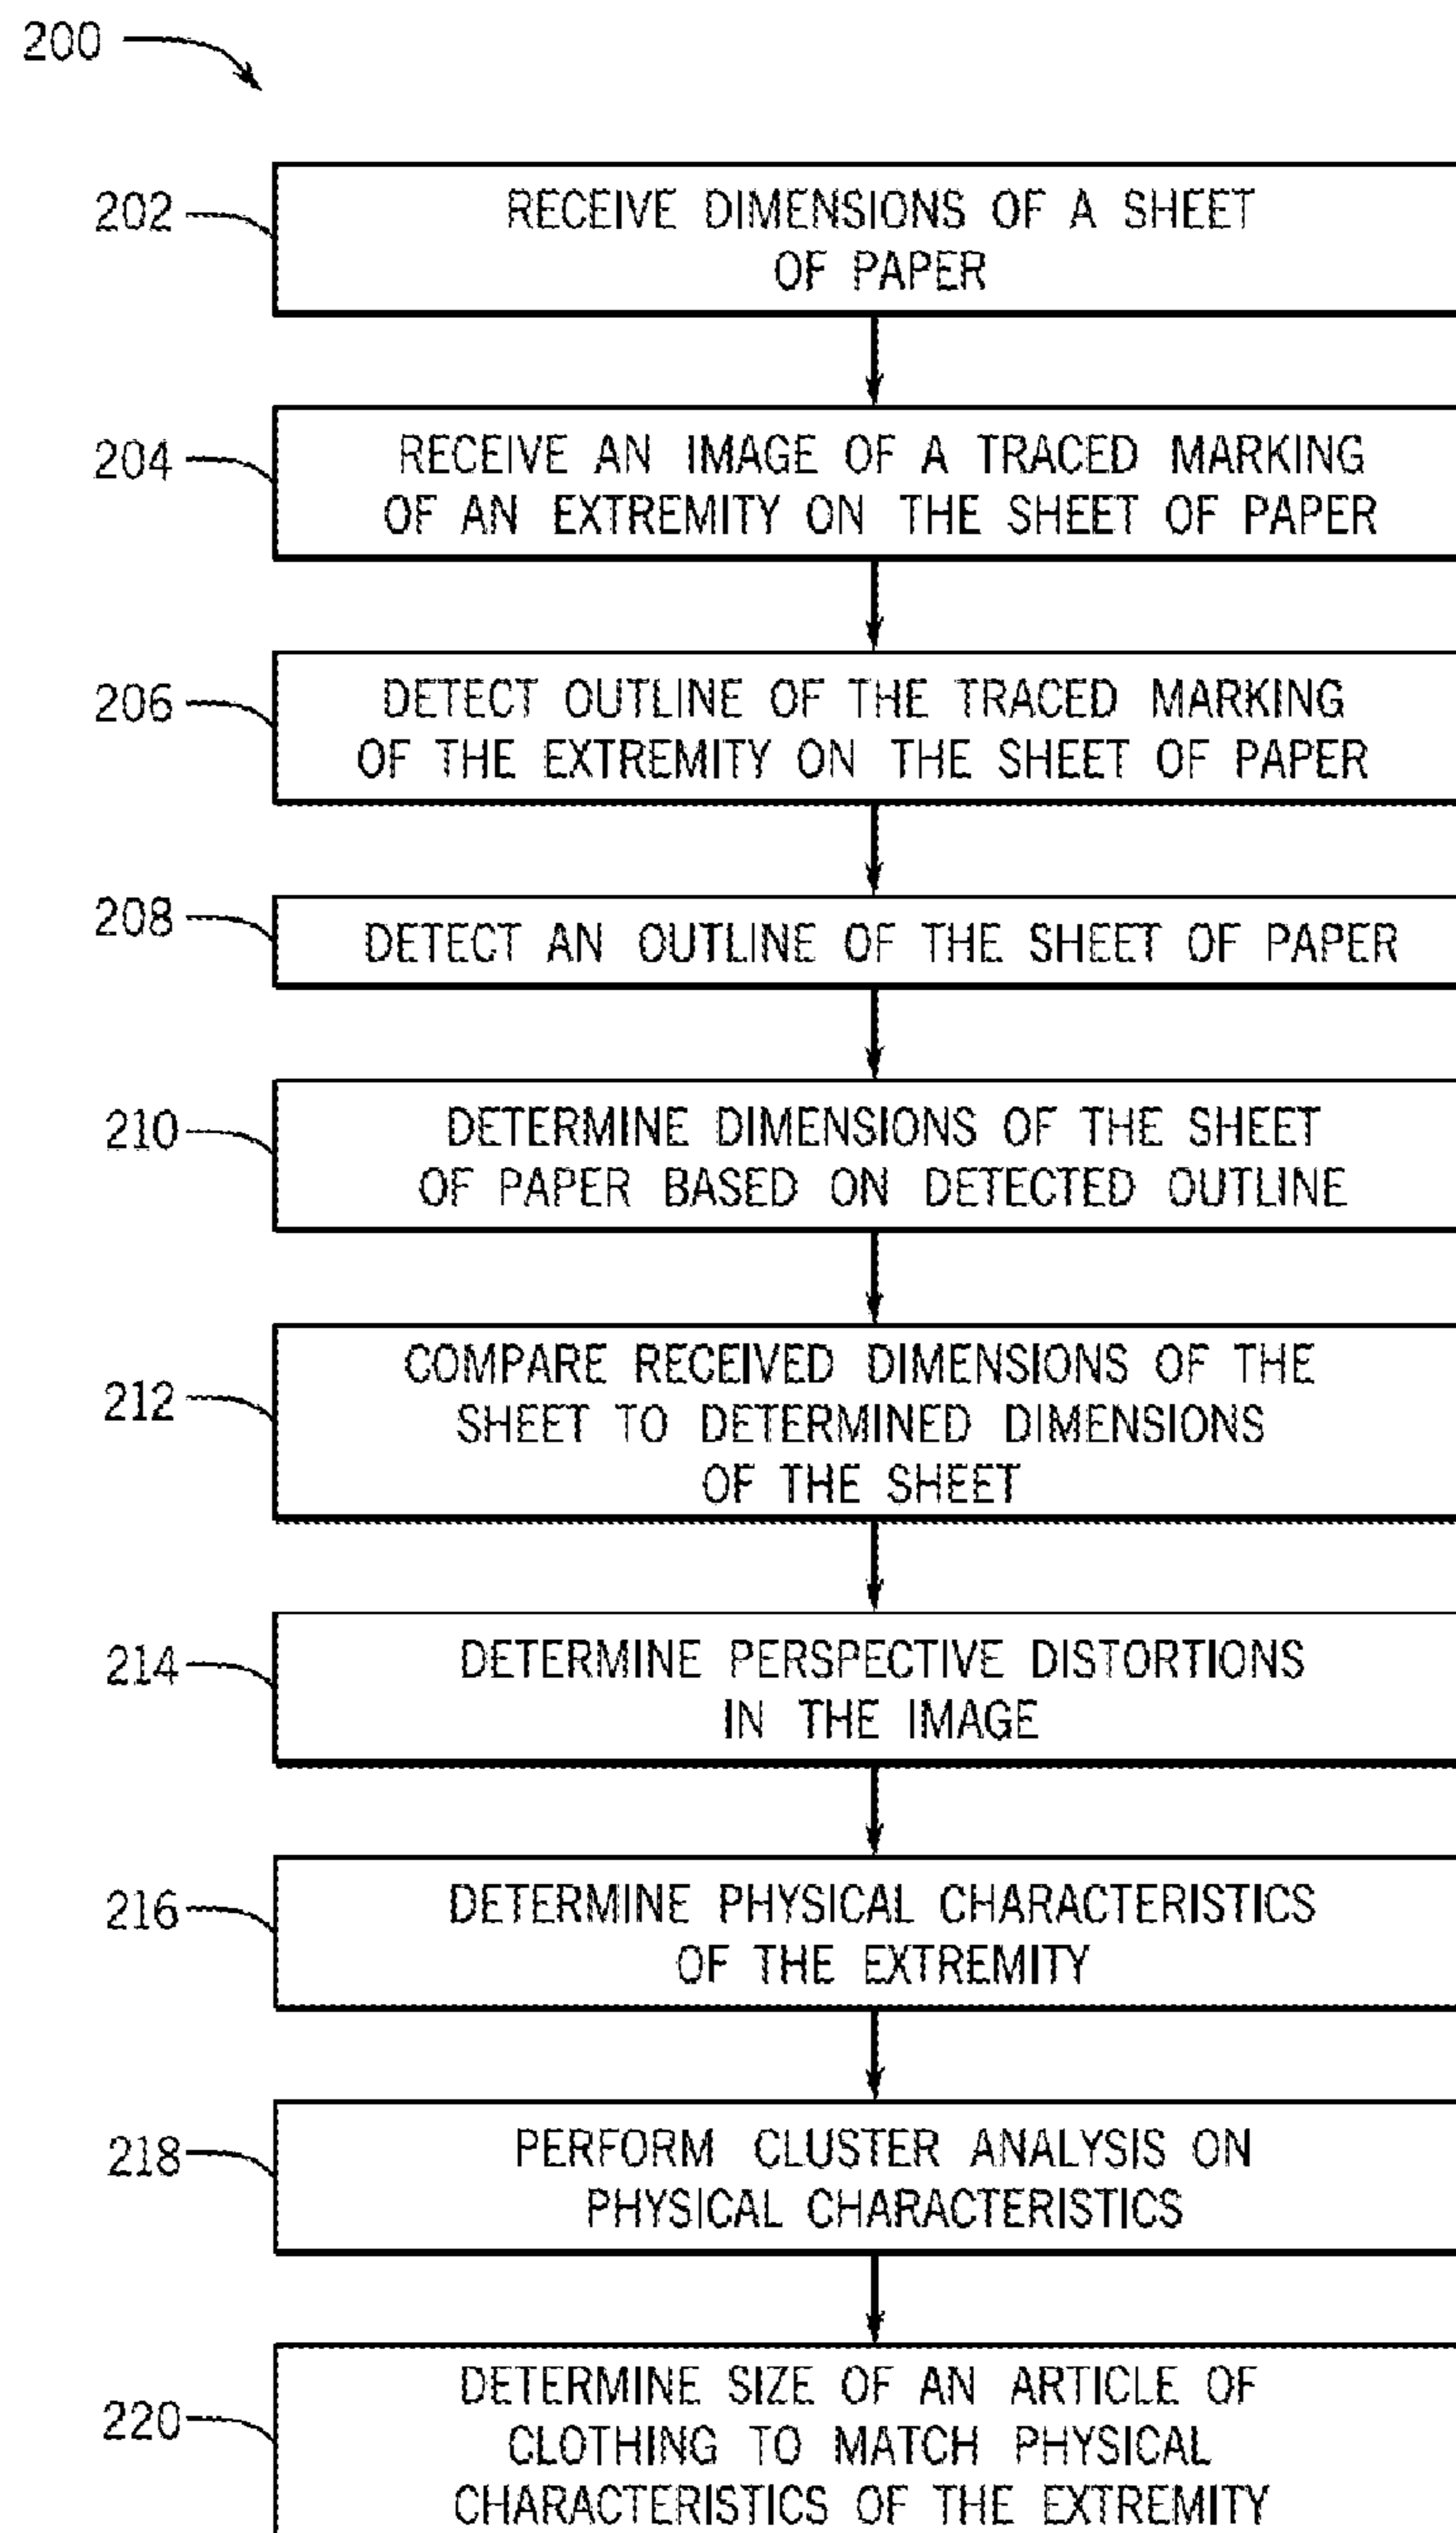 200
202
RECEIVE DIMENSIONS OF A SHEET
OF PAPER
204
RECEIVE AN IMAGE OF A TRACED MARKING
OF AN EXTREMITY ON THE SHEET OF PAPER
206
DETECT OUTLINE OF THE TRACED MARKING
OF THE EXTREMITY ON THE SHEET OF PAPER
208
DETECT AN OUTLINE OF THE SHEET OF PAPER
210
DETERMINE DIMENSIONS OF THE SHEET
OF PAPER BASED ON DETECTED OUTLINE
212
COMPARE RECEIVED DIMENSIONS OF THE
SHEET TO DETERMINED DIMENSIONS
OF THE SHEET
214
DETERMINE PERSPECTIVE DISTORTIONS
IN THE IMAGE
216
DETERMINE PHYSICAL CHARACTERISTICS
OF THE EXTREMITY
218
PERFORM CLUSTER ANALYSIS ON
PHYSICAL CHARACTERISTICS
220
DETERMINE SIZE OF AN ARTICLE OF
CLOTHING TO MATCH PHYSICAL
CHARACTERISTICS OF THE EXTREMITY